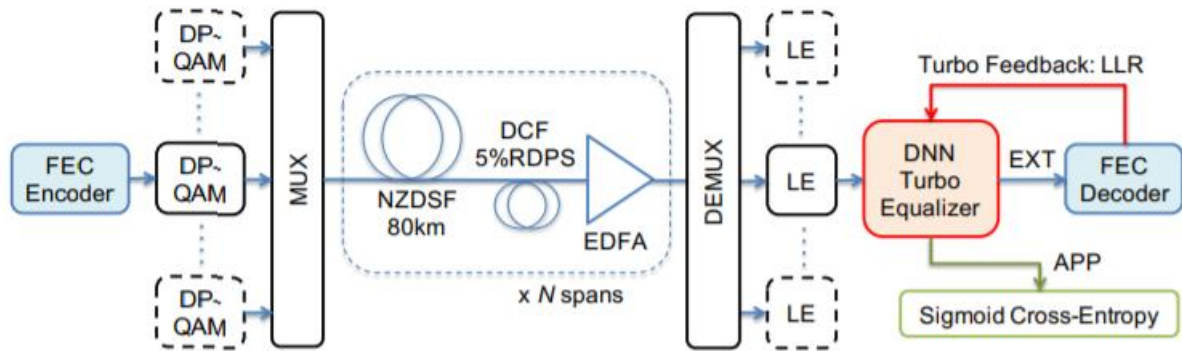 DP~
QAM
FEC
Encoder
DP~
QAM
DP~
QAM
MUX
NZDSF
80km
DCF
5%RDPS
EDFA
x N spans
DEMUX
LE
LE
LE
Turbo Feedback: LLR
DNN
Turbo
Equalizer
EXT
FEC
Decoder
APP
Sigmoid Cross-Entropy